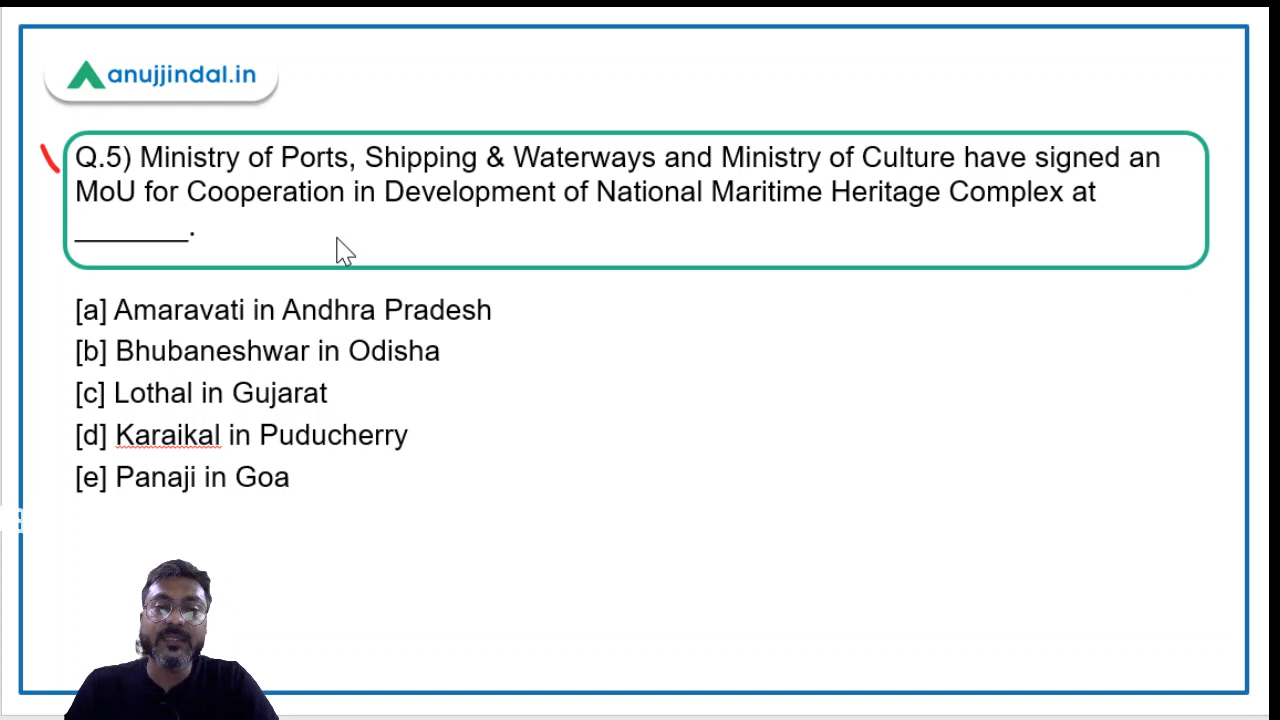 anujjindal.in
Q.5) Ministry of Ports, Shipping & Waterways and Ministry of Culture have signed an
MoU for Cooperation in Development of National Maritime Heritage Complex at
_______.
[a] Amaravati in Andhra Pradesh
[b] Bhubaneshwar in Odisha
[c] Lothal in Gujarat
[d] Karaikal in Puducherry
[e] Panaji in Goa